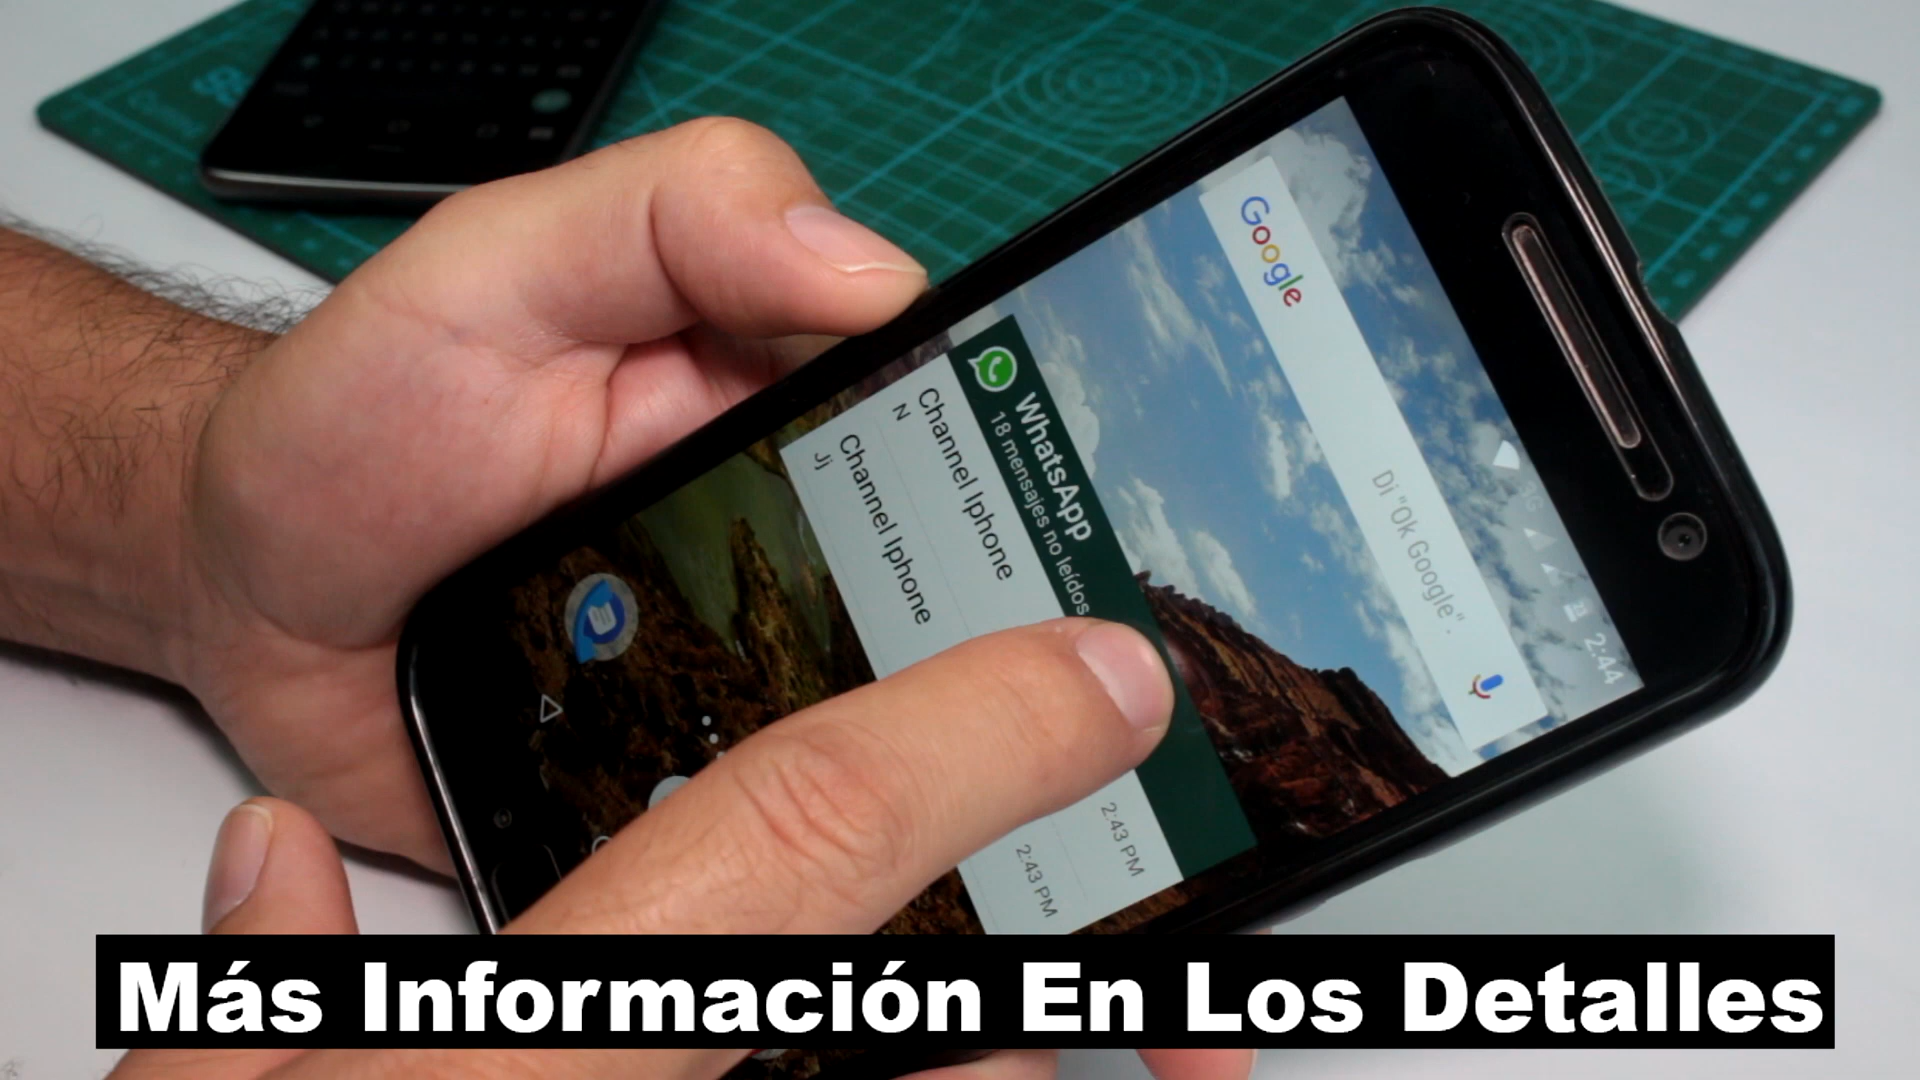 Google
Di "Ok Google".
2:44
WhatsApp
18 mensajes no leídos
Channel Iphone
N
2:43 PM
Channel Iphone
Jj
2:43 PM
Más Información En Los Detalles